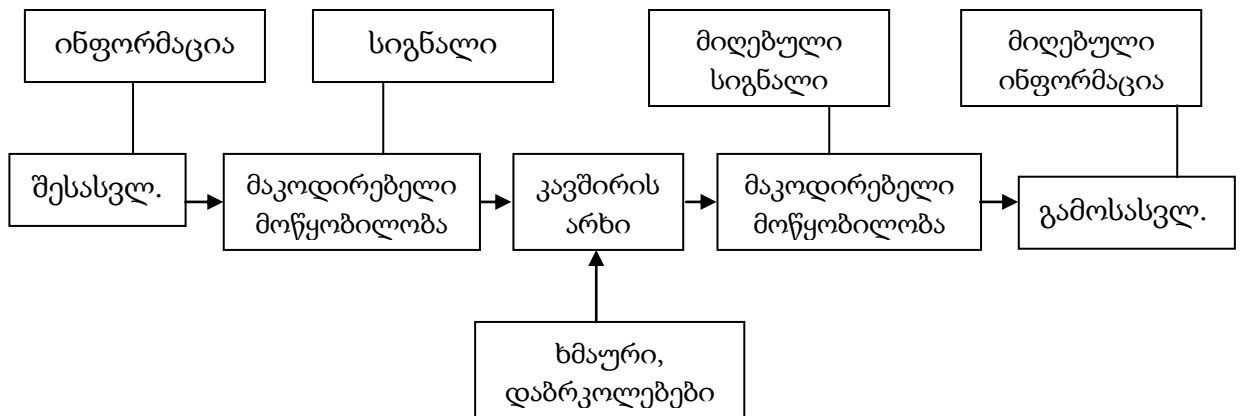 ინფორმაცია
სიგნალი
მიღებული
სიგნალი
მიღებული
ინფორმაცია
შესასვლ.
მაკოდირებელი
მოწყობილობა
კავშირის
არხი
მაკოდირებელი
მოწყობილობა
გამოსასვლ.
ხმაური,
დაბრკოლებები